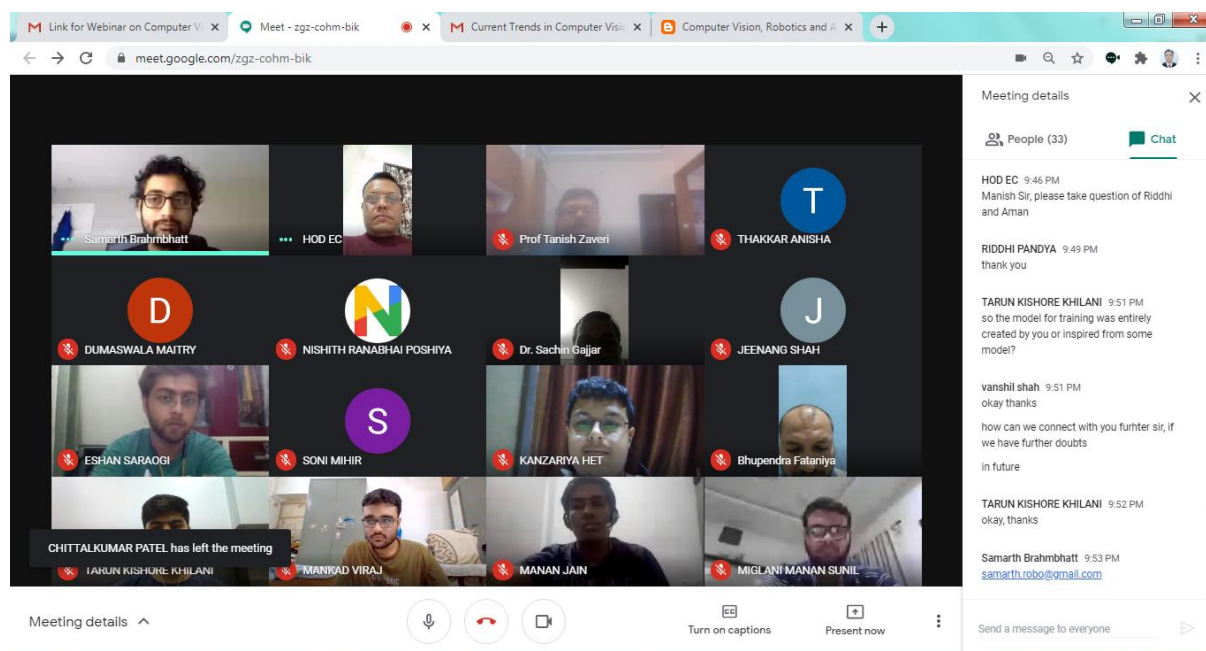 Link for Webinar on Computer Vi
Meet - zgz-cohm-bik
Current Trends in Computer Visio
Computer Vision, Robotics and A
meet.google.com/zgz-cohm-bik
Samarth Brahmbhatt
HOD EC
Prof Tanish Zaveri
T
THAKKAR ANISHA
D
DUMASWALA MAITRY
N
NISHITH RANABHAI POSHIYA
Dr. Sachin Gajjar
J
JEENANG SHAH
ESHAN SARAOGI
S
SONI MIHIR
KANZARIYA HET
Bhupendra Fataniya
CHITTALKUMAR PATEL has left the meeting
TARUN KISHORE KHILANI
MANKAD VIRAJ
MANAN JAIN
MIGLANI MANAN SUNIL
Meeting details
CC
Turn on captions
Present now
Meeting details
People (33)
Chat
HOD EC 9:46 PM
Manish Sir, please take question of Riddhi
and Aman
RIDDHI PANDYA 9:49 PM
thank you
TARUN KISHORE KHILANI 9:51 PM
so the model for training was entirely
created by you or inspired from some
model?
vanshil shah 9:51 PM
okay thanks
how can we connect with you furhter sir, if
we have further doubts
in future
TARUN KISHORE KHILANI 9:52 PM
okay, thanks
Samarth Brahmbhatt 9:53 PM
samarth.robo@gmail.com
Send a message to everyone